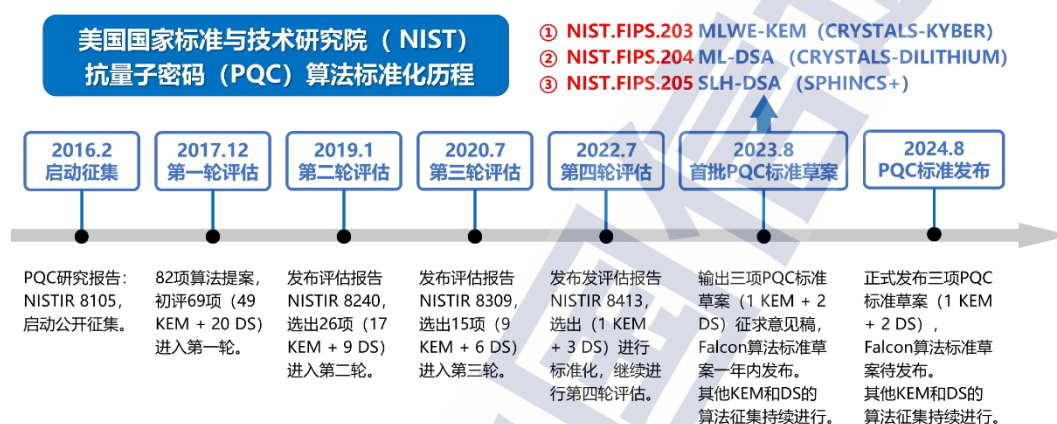 美国国家标准与技术研究院（ NIST）
抗量子密码（PQC）算法标准化历程
① NIST.FIPS.203 MLWE-KEM（CRYSTALS-KYBER）
② NIST.FIPS.204 ML-DSA （CRYSTALS-DILITHIUM）
③ NIST.FIPS.205 SLH-DSA （SPHINCS+）
2016.2
启动征集
2017.12
第一轮评估
2019.1
第二轮评估
2020.7
第三轮评估
2022.7
第四轮评估
2023.8
首批PQC标准草案
2024.8
PQC标准发布
PQC研究报告：
NISTIR 8105，
启动公开征集。
82项算法提案，
初评69项（49
KEM + 20 DS）
进入第一轮。
发布评估报告
NISTIR 8240，
选出26项（17
KEM + 9 DS）
进入第二轮。
发布评估报告
NISTIR 8309，
选出15项（9
KEM + 6 DS）
进入第三轮。
发布发评估报告
NISTIR 8413，
选出（1 KEM
+ 3 DS）进行
标准化，继续进
行第四轮评估。
输出三项PQC标准
草案（1 KEM + 2
DS）征求意见稿，
Falcon算法标准草
案一年内发布。
其他KEM和DS的
算法征集持续进行。
正式发布三项PQC
标准草案（1 KEM
+ 2 DS），
Falcon算法标准草
案待发布。
其他KEM和DS的
算法征集持续进行。